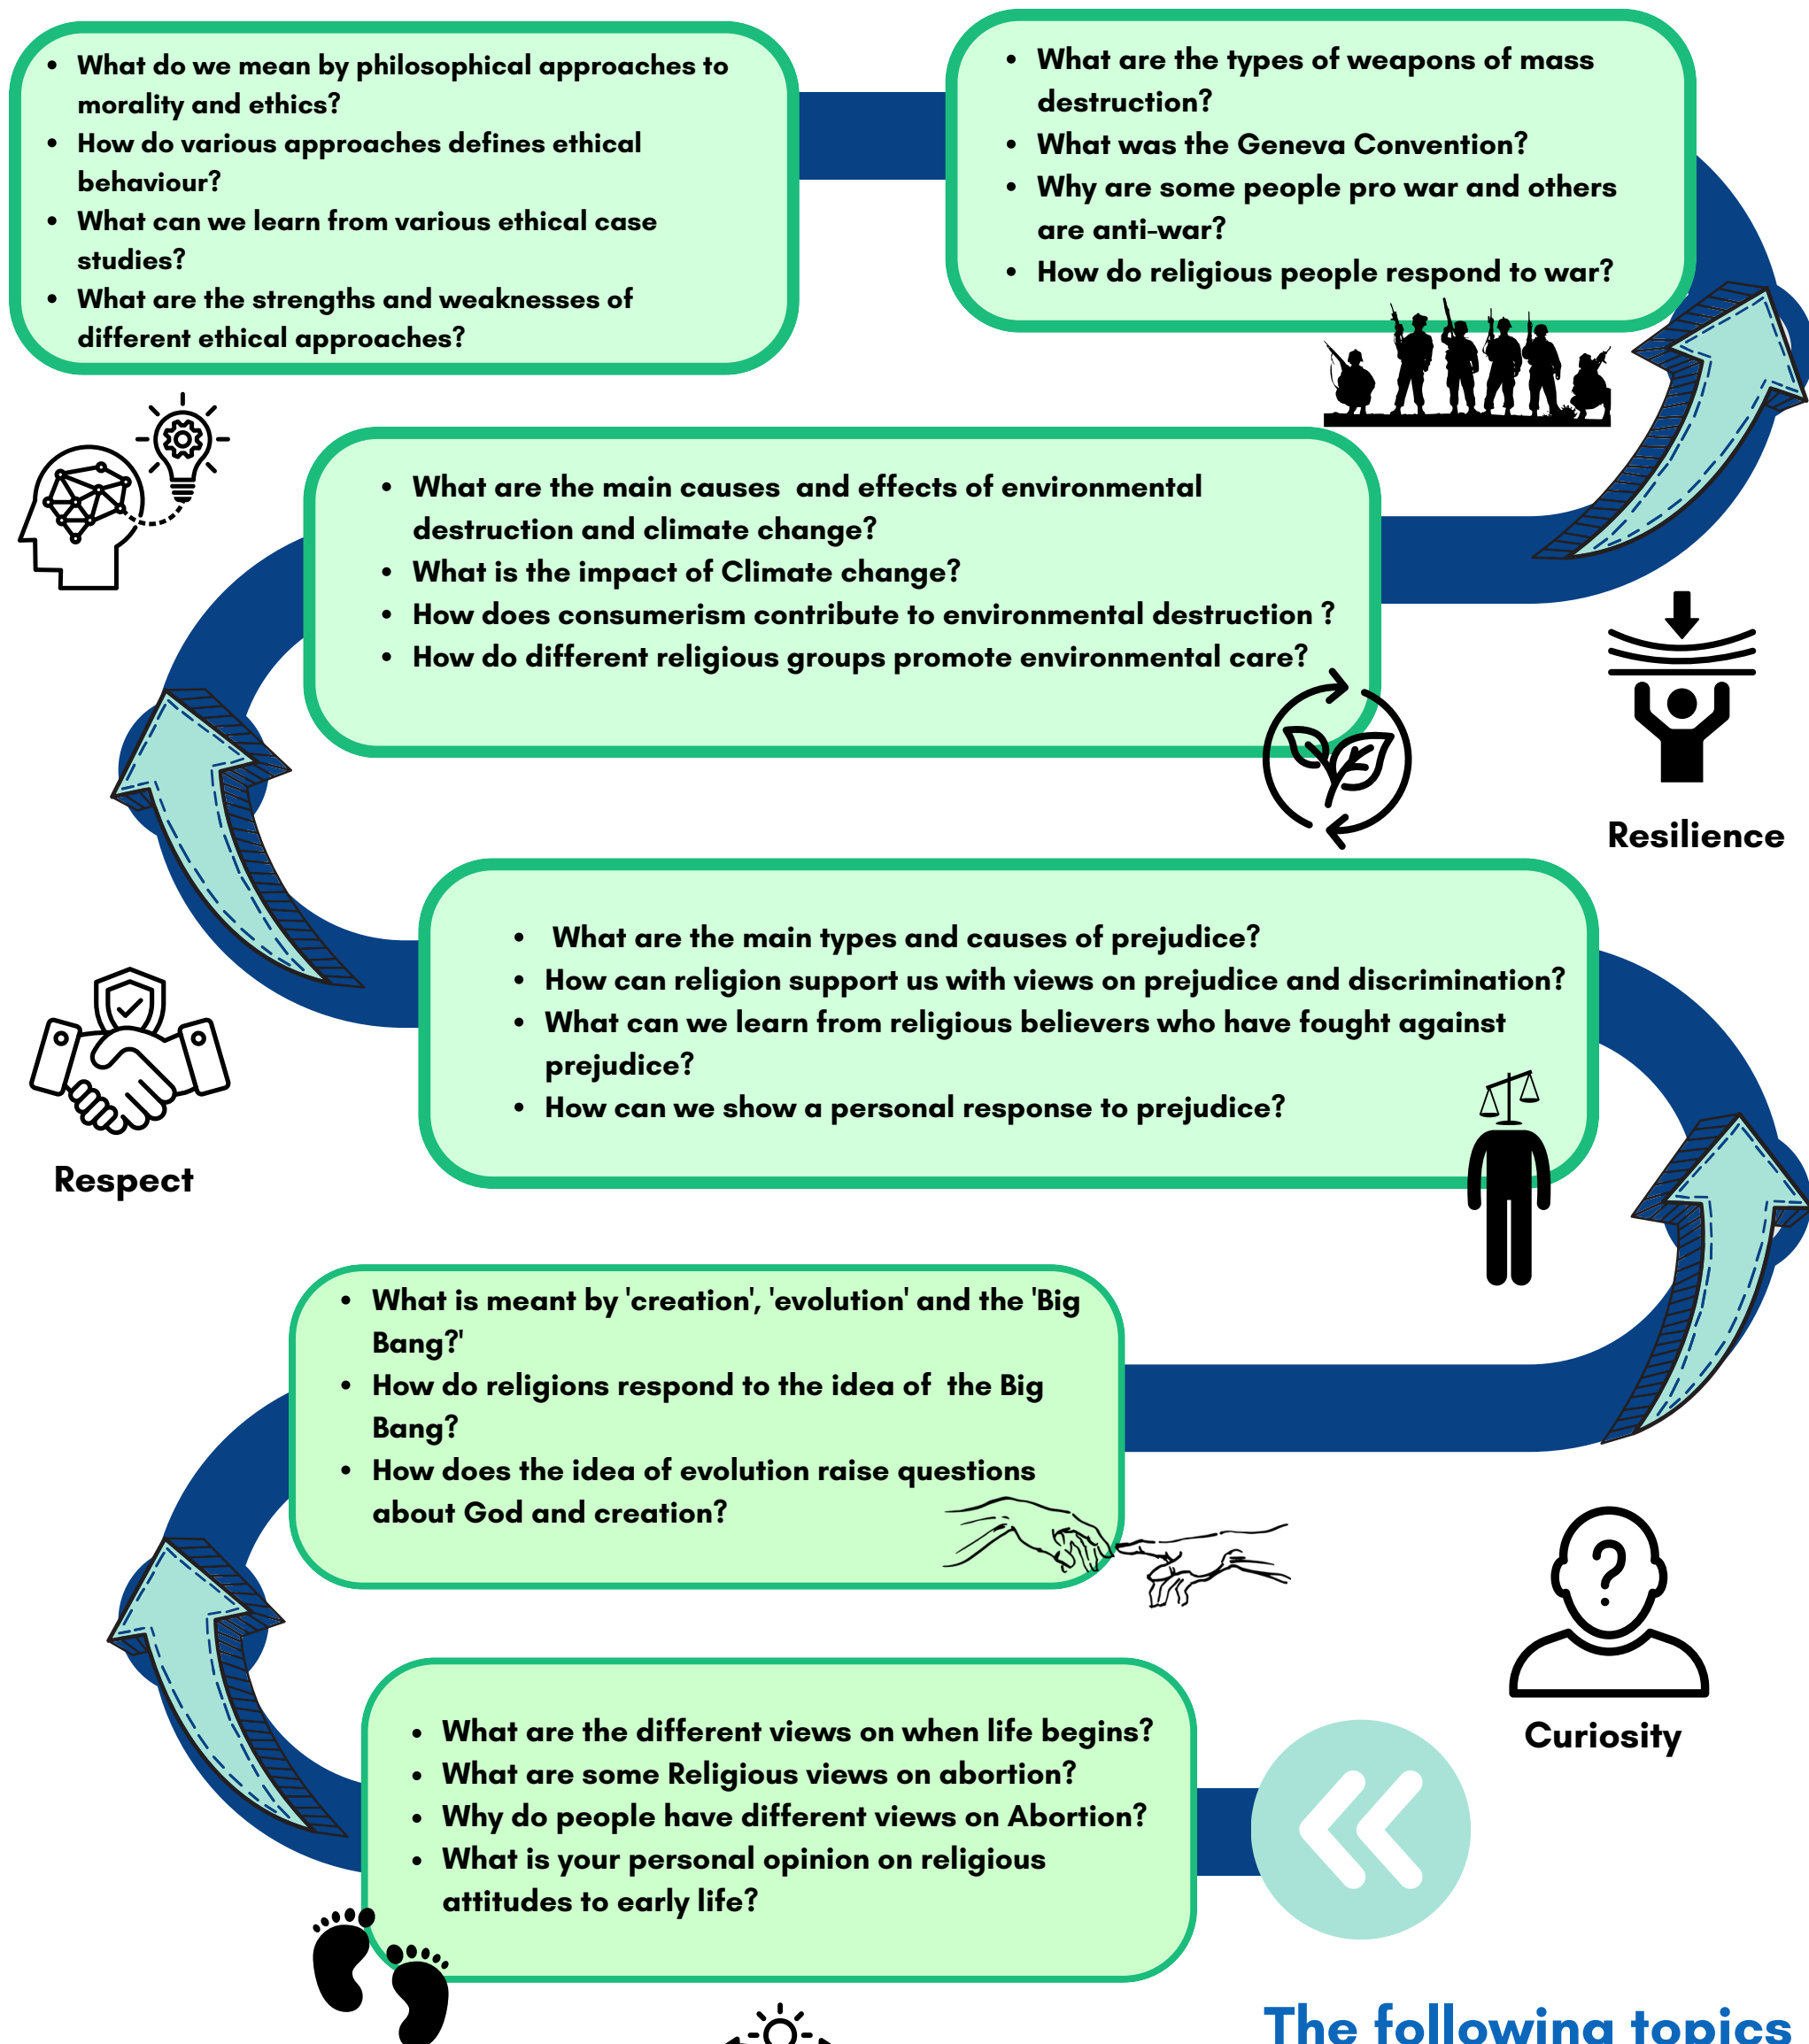 • What do we mean by philosophical approaches to
morality and ethics?
• How do various approaches defines ethical
behaviour?
• What can we learn from various ethical case
studies?
• What are the strengths and weaknesses of
different ethical approaches?
• What are the types of weapons of mass
destruction?
• What was the Geneva Convention?
• Why are some people pro war and others
are anti-war?
• How do religious people respond to war?
• What are the main causes  and effects of environmental
destruction and climate change?
• What is the impact of Climate change?
• How does consumerism contribute to environmental destruction ?
• How do different religious groups promote environmental care?
Resilience
• What are the main types and causes of prejudice?
• How can religion support us with views on prejudice and discrimination?
• What can we learn from religious believers who have fought against
prejudice?
• How can we show a personal response to prejudice?
Respect
• What is meant by 'creation', 'evolution' and the 'Big
Bang?'
• How do religions respond to the idea of  the Big
Bang?
• How does the idea of evolution raise questions
about God and creation?
?
Curiosity
• What are the different views on when life begins?
• What are some Religious views on abortion?
• Why do people have different views on Abortion?
• What is your personal opinion on religious
attitudes to early life?
The following topics